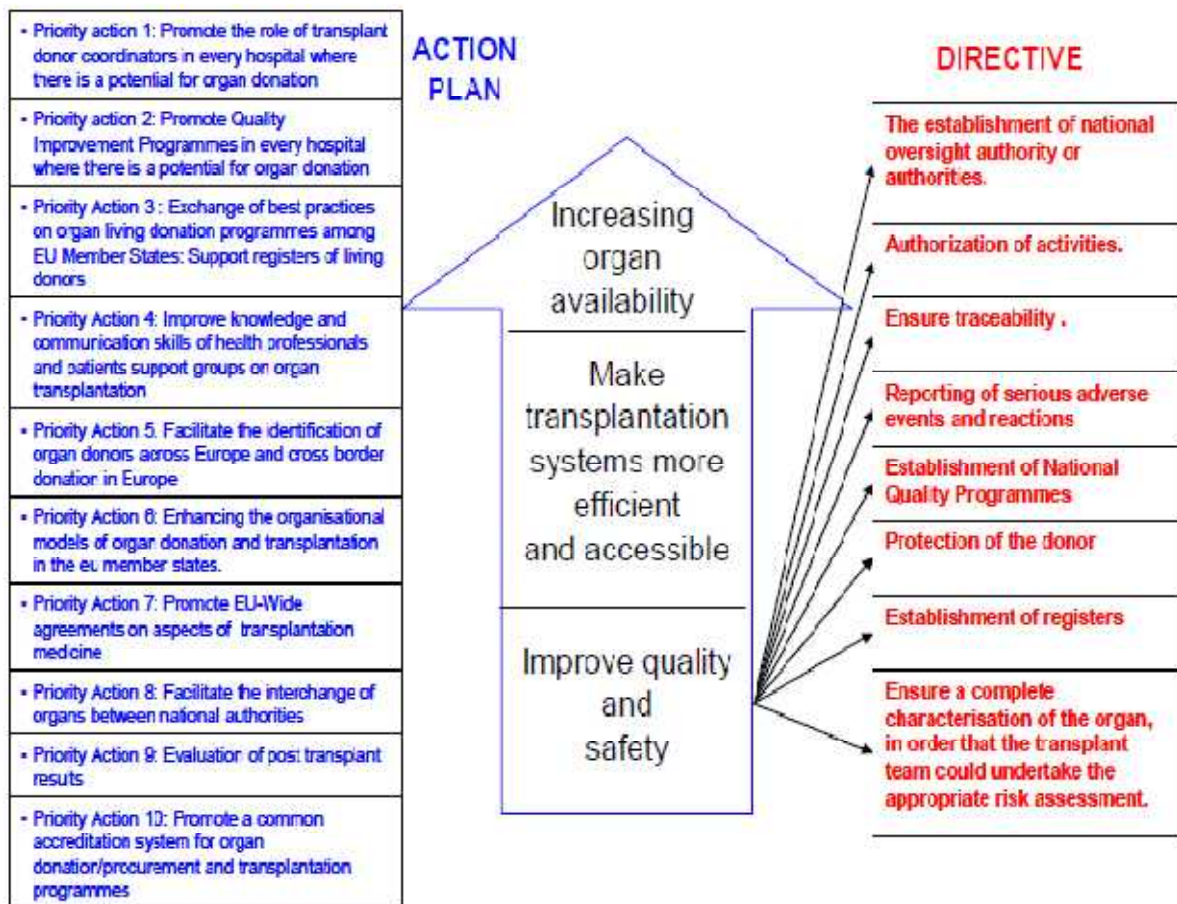 • Priority action 1: Promote the role of transplant
donor coordinators in every hospital where
there is a potential for organ donation
• Priority action 2: Promote Quality
Improvement Programmes in every hospital
where there is a potential for organ donation
• Priority Action 3 : Exchange of best practices
on organ living donation programmes among
EU Member States: Support registers of living
donors
• Priority Action 4: Improve knowledge and
communication skills of health professionals
and patients support groups on organ
transplantation
• Priority Action 5. Facilitate the identification of
organ donors across Europe and cross border
donation in Europe
• Priority Action 6: Enhancing the organisational
models of organ donation and transplantation
in the eu member states.
• Priority Action 7: Promote EU-Wide
agreements on aspects of transplantation
medicine
• Priority Action 8: Facilitate the interchange of
organs between national authorities
• Priority Action 9: Evaluation of post transplant
results
• Priority Action 10: Promote a common
accreditation system for organ
donation/procurement and transplantation
programmes
ACTION
PLAN
Increasing
organ
availability
Make
transplantation
systems more
efficient
and accessible
Improve quality
and
safety
DIRECTIVE
The establishment of national
oversight authority or
authorities.
Authorization of activities.
Ensure traceability .
Reporting of serious adverse
events and reactions
Establishment of National
Quality Programmes
Protection of the donor
Establishment of registers
Ensure a complete
characterisation of the organ,
in order that the transplant
team could undertake the
appropriate risk assessment.